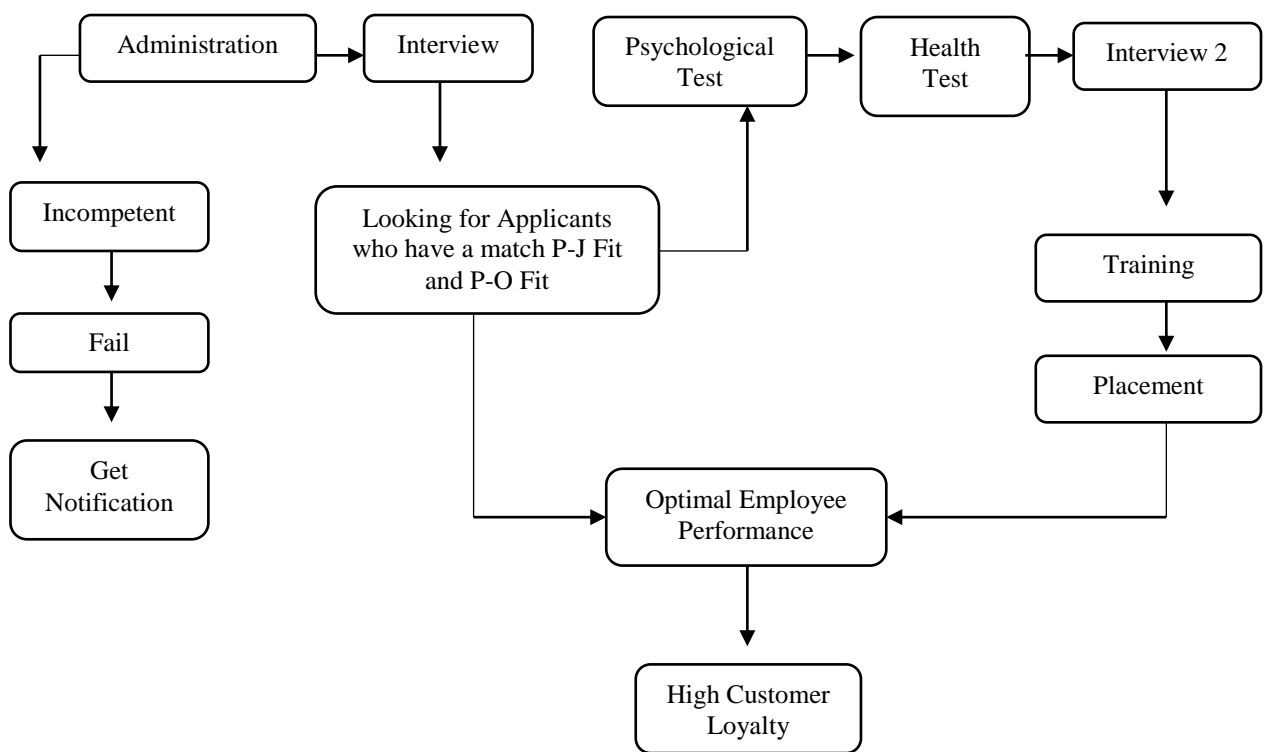 Administration
Interview
Psychological
Test
Health
Test
Interview 2
Incompetent
Looking for Applicants
who have a match P-J Fit
and P-O Fit
Training
Fail
Placement
Get
Notification
Optimal Employee
Performance
High Customer
Loyalty